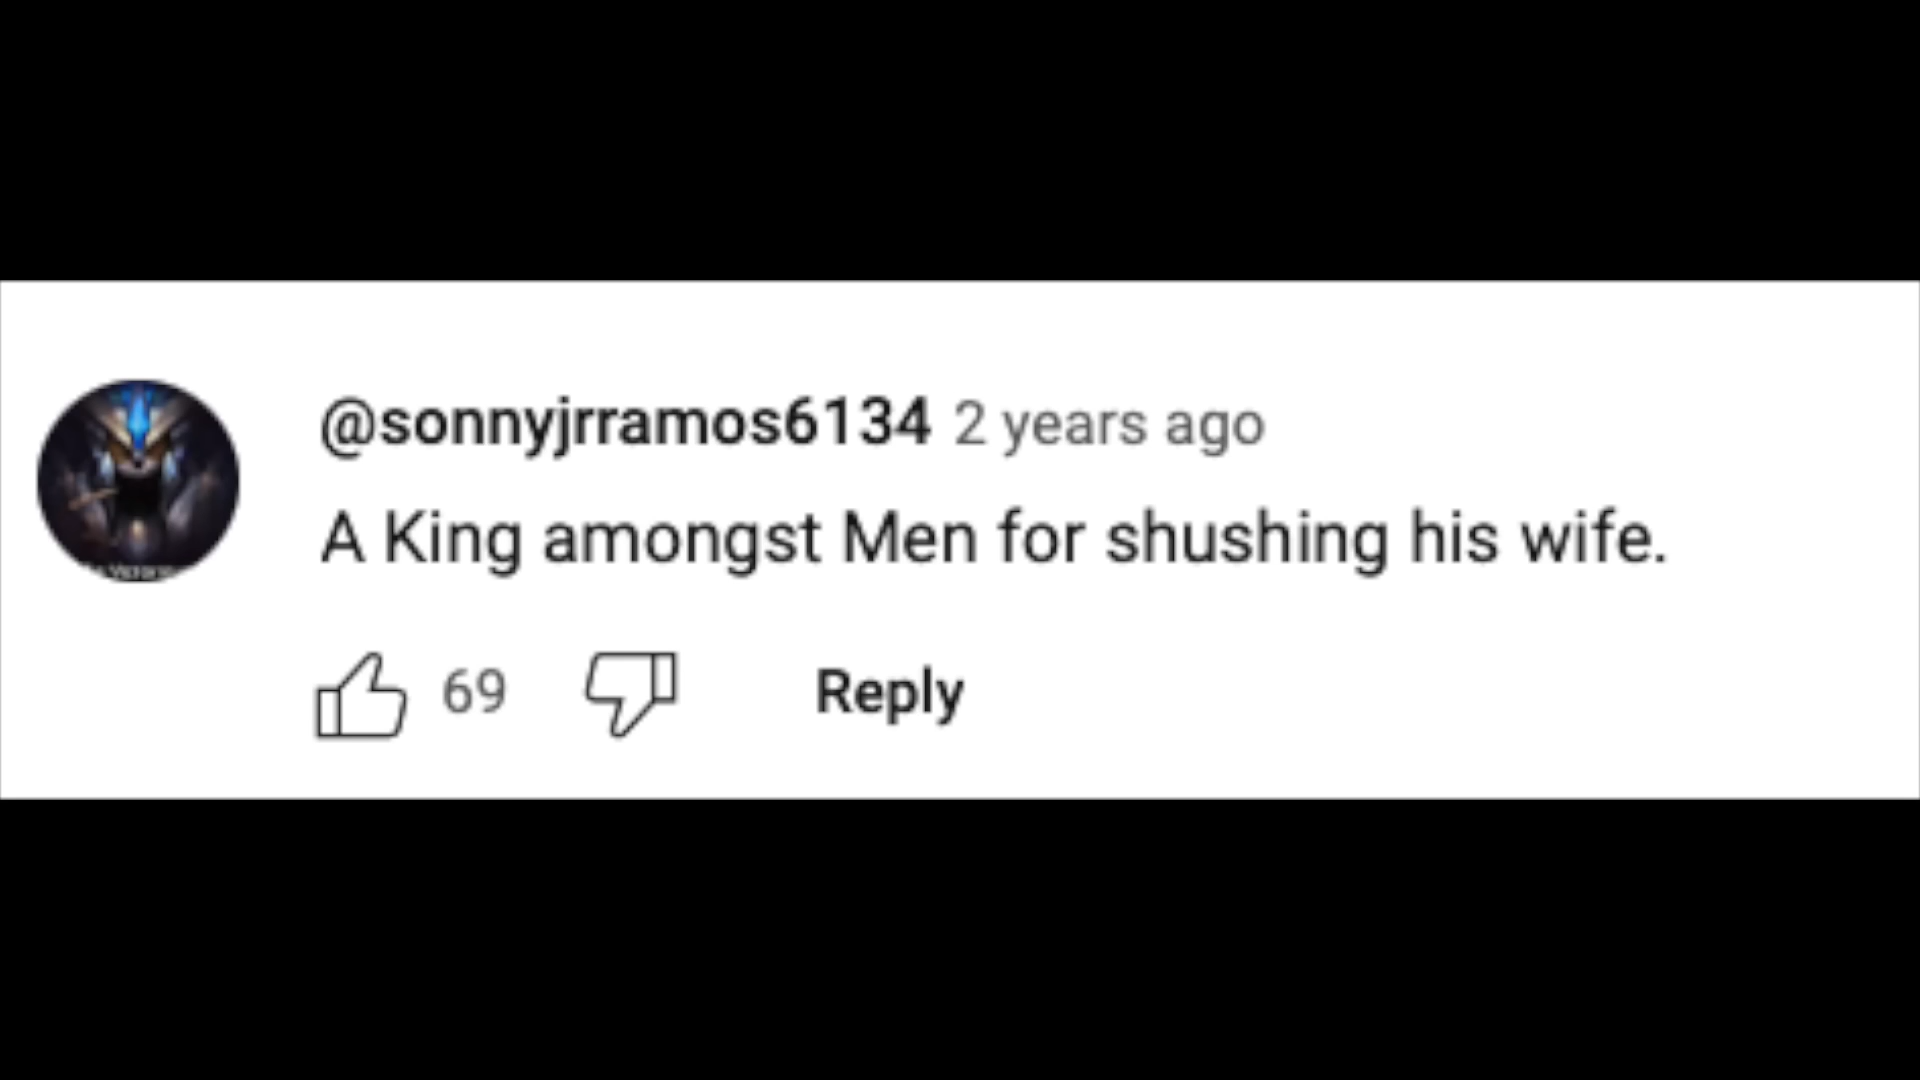 @sonnyjrramos6134 2 years ago
A King amongst Men for shushing his wife.
69 Reply